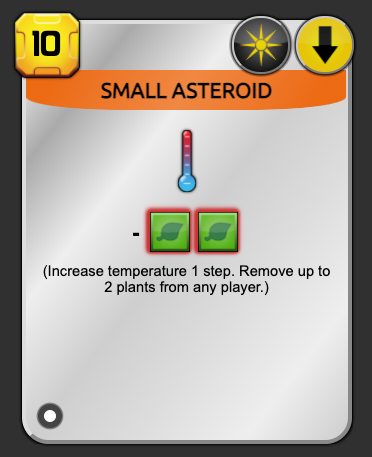 10
SMALL ASTEROID
-
(Increase temperature 1 step. Remove up to
2 plants from any player.)